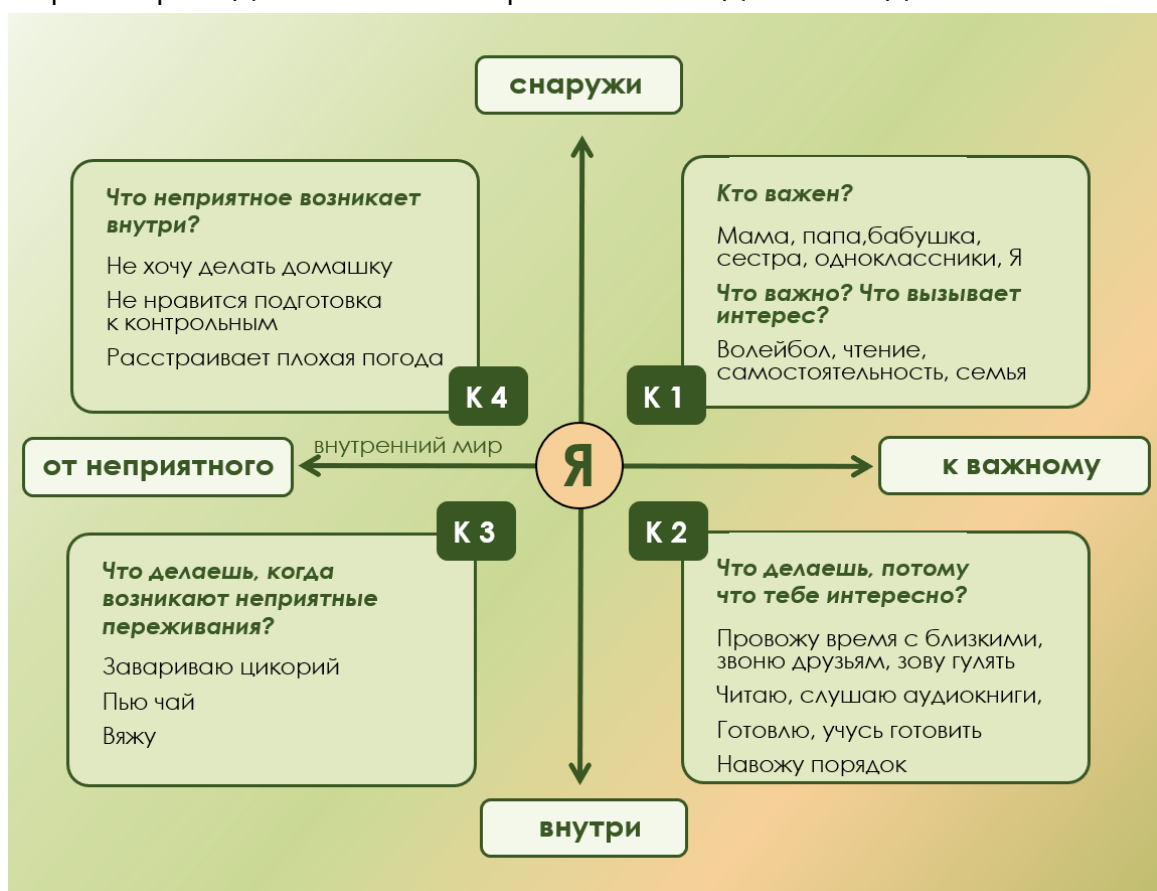 снаружи
Что неприятное возникает
внутри?
Не хочу делать домашку
Не нравится подготовка
к контрольным
Расстраивает плохая погода
К 4
Кто важен?
Мама, папа,бабушка,
сестра, одноклассники, Я
Что важно? Что вызывает
интерес?
Волейбол, чтение,
самостоятельность, семья
К 1
от неприятного
внутренний мир
Я
к важному
К 3
Что делаешь, когда
возникают неприятные
переживания?
Завариваю цикорий
Пью чай
Вяжу
К 2
Что делаешь, потому
что тебе интересно?
Провожу время с близкими,
звоню друзьям, зову гулять
Читаю, слушаю аудиокниги,
Готовлю, учусь готовить
Навожу порядок
внутри